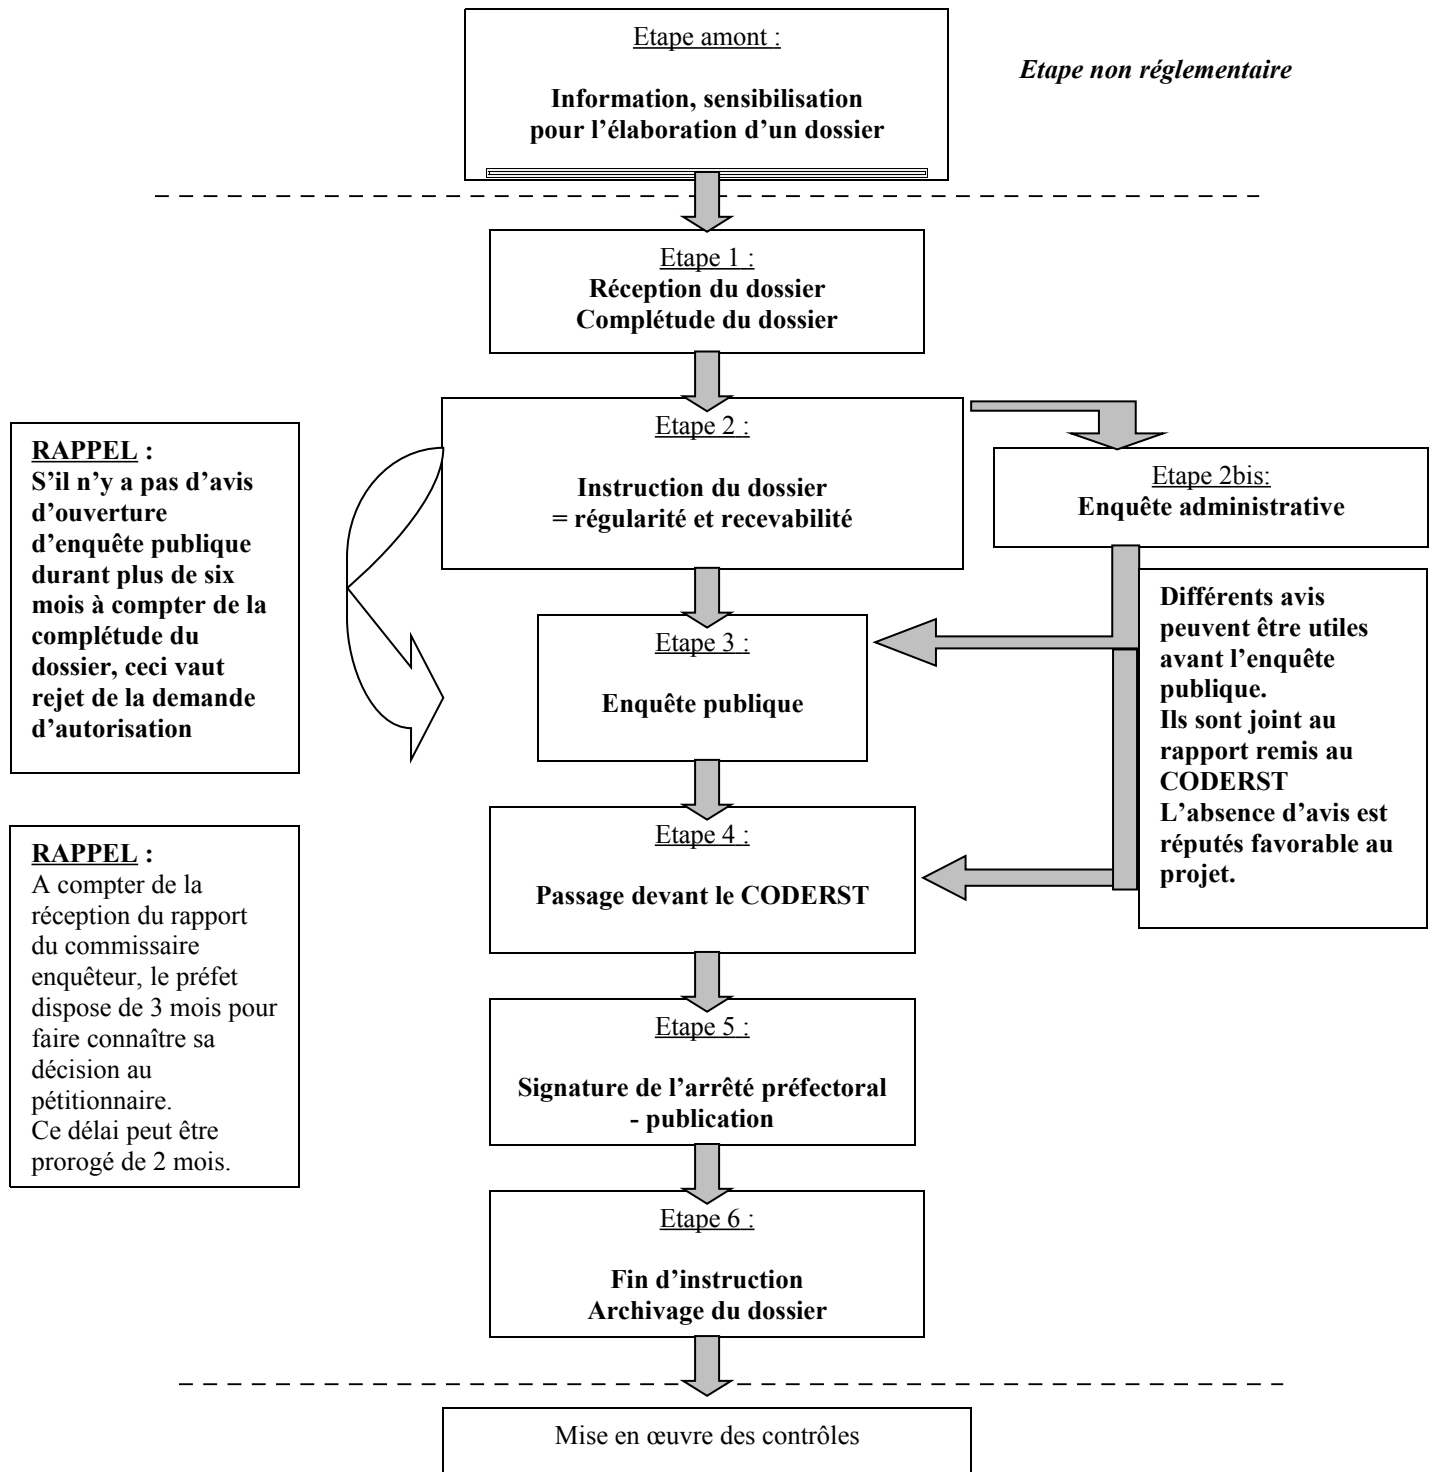 Etape amont :
Information, sensibilisation
pour l’élaboration d’un dossier
Etape non réglementaire
Etape 1 :
Réception du dossier
Complétude du dossier
Etape 2 :
Instruction du dossier
= régularité et recevabilité
Etape 2bis:
Enquête administrative
RAPPEL :
S’il n’y a pas d’avis
d’ouverture
d’enquête publique
durant plus de six
mois à compter de la
complétude du
dossier, ceci vaut
rejet de la demande
d’autorisation
Etape 3 :
Enquête publique
Différents avis
peuvent être utiles
avant l’enquête
publique.
Ils sont joint au
rapport remis au
CODERST
L’absence d’avis est
réputés favorable au
projet.
Etape 4 :
Passage devant le CODERST
RAPPEL :
A compter de la
réception du rapport
du commissaire
enquêteur, le préfet
dispose de 3 mois pour
faire connaître sa
décision au
pétitionnaire.
Ce délai peut être
prorogé de 2 mois.
Etape 5 :
Signature de l’arrêté préfectoral
- publication
Etape 6 :
Fin d’instruction
Archivage du dossier
Mise en œuvre des contrôles